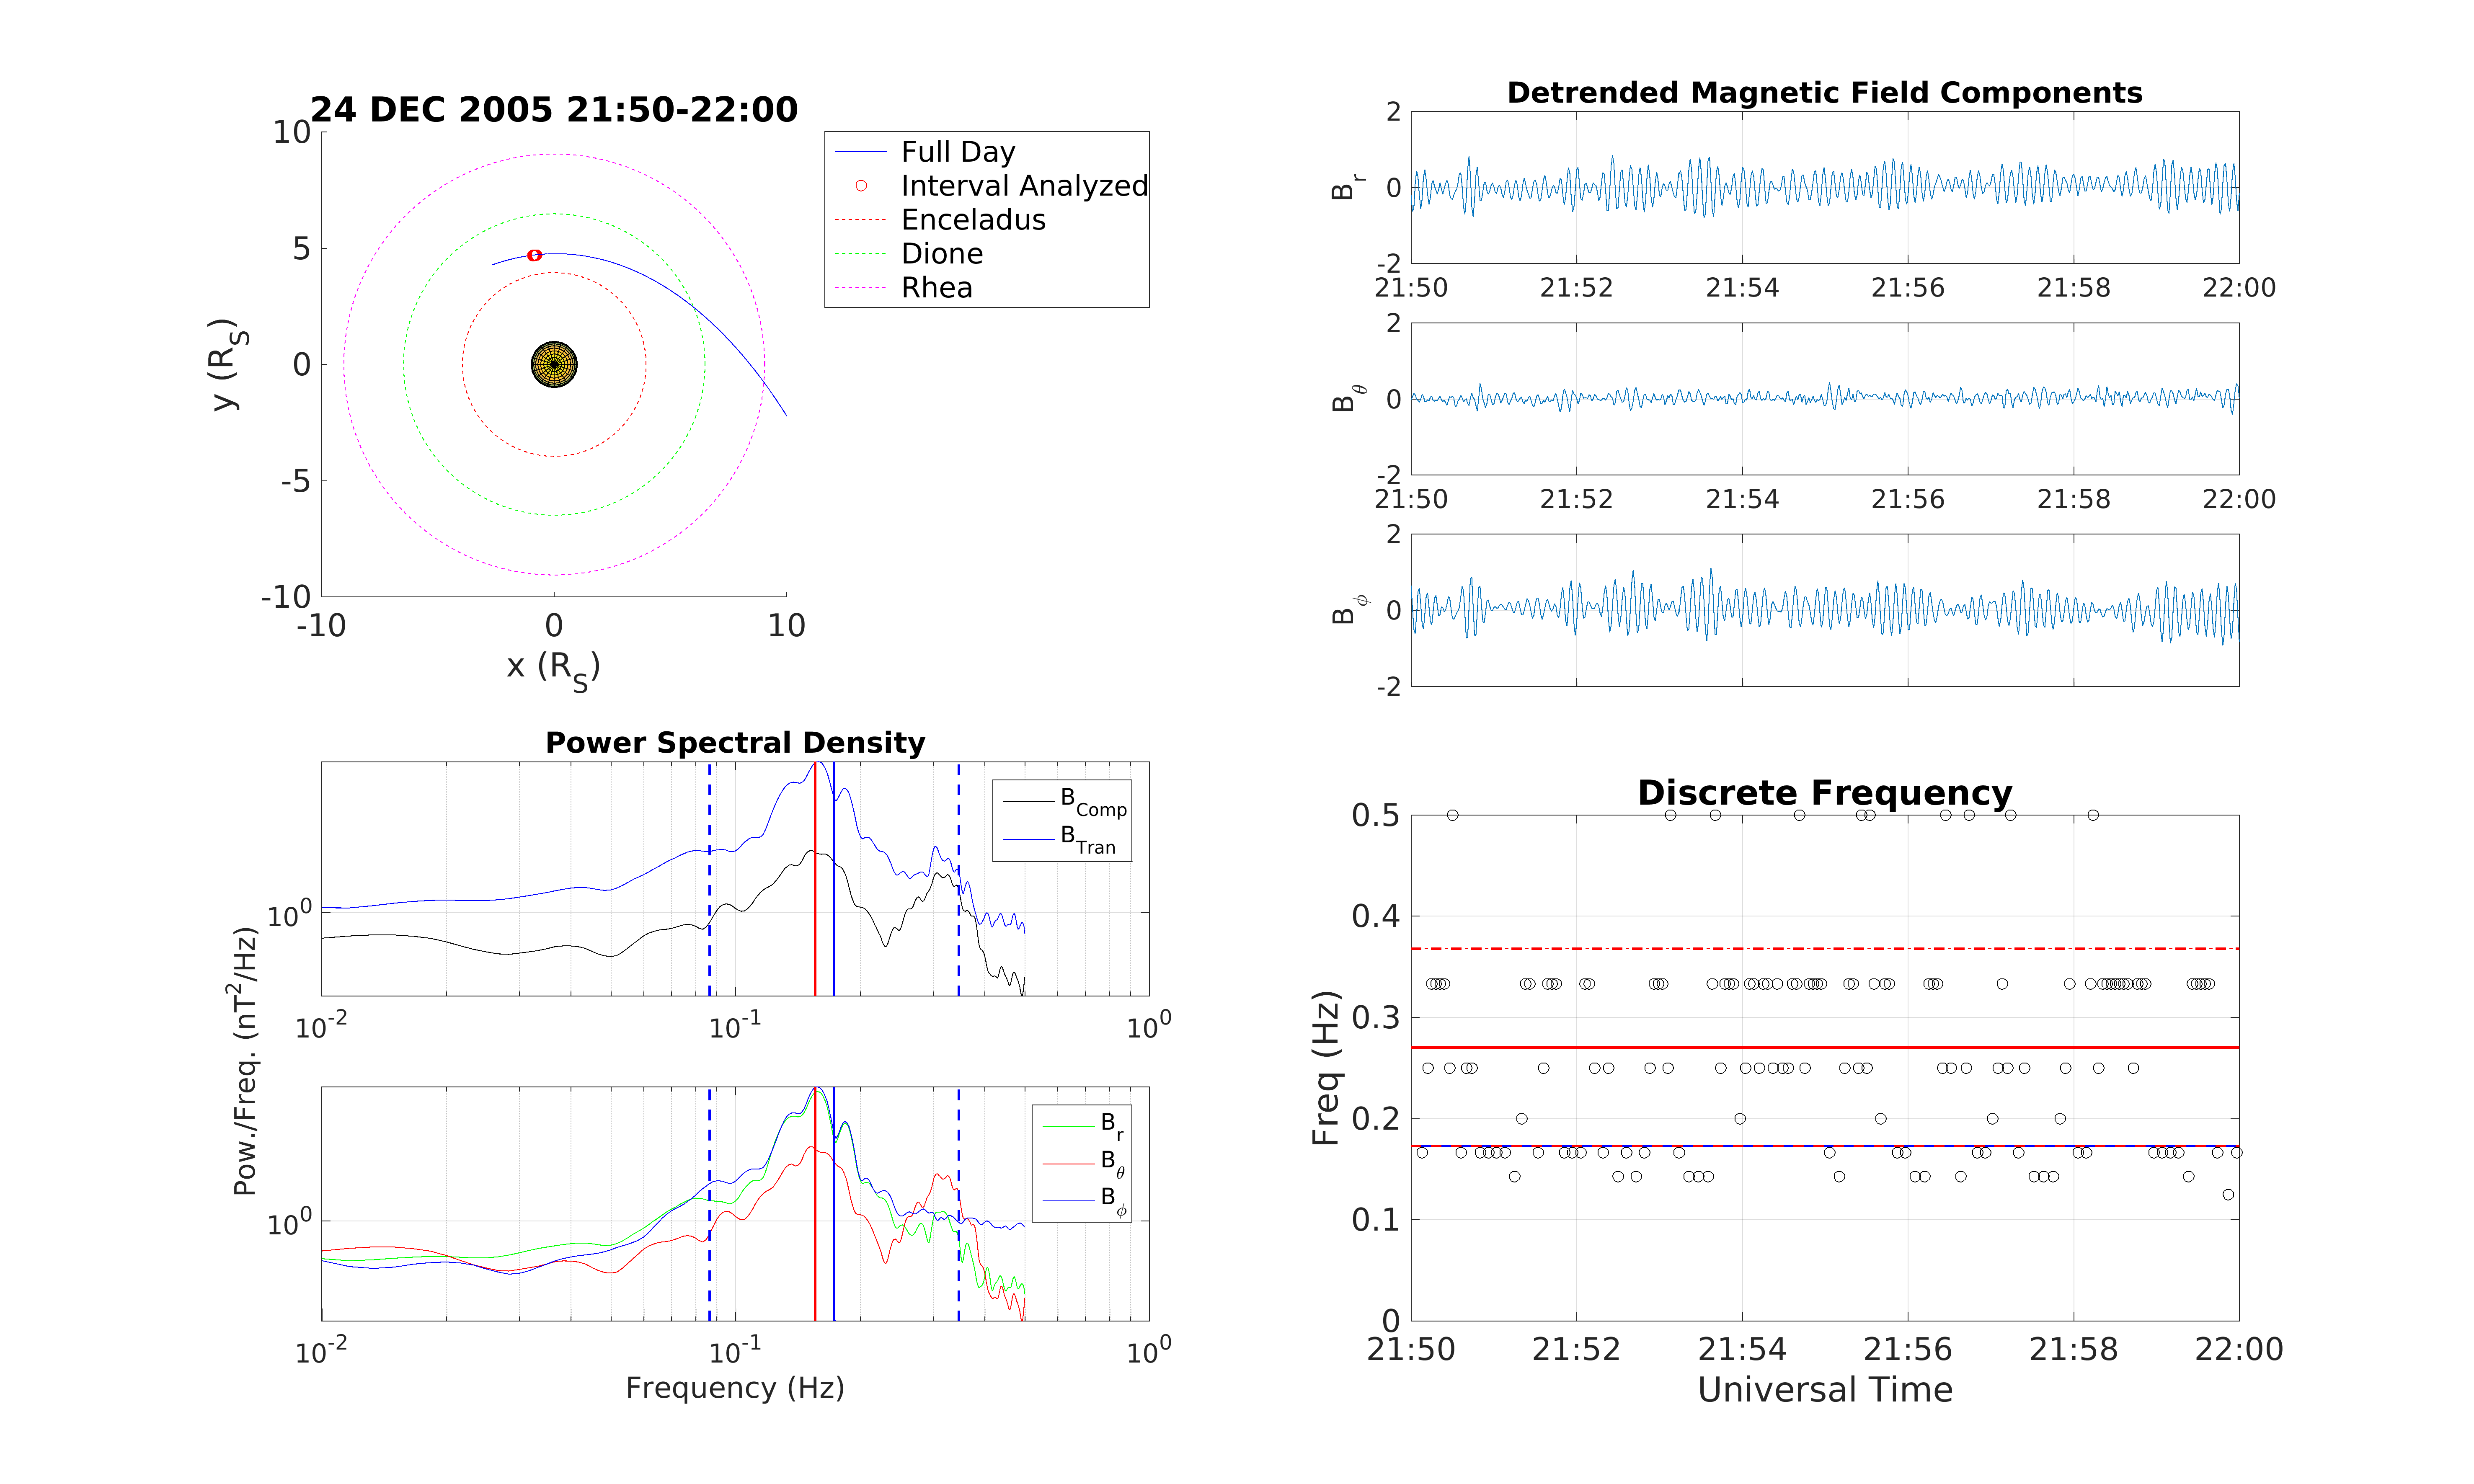 24 DEC 2005 21:50-22:00
10
5
0
-5
-10
-10
0
10
y (R_S)
x (R_S)
Full Day
Interval Analyzed
Enceladus
Dione
Rhea
Detrended Magnetic Field Components
B_r
2
0
-2
21:50
21:52
21:54
21:56
21:58
22:00
B_θ
2
0
-2
21:50
21:52
21:54
21:56
21:58
22:00
B_ϕ
2
0
-2
Power Spectral Density
10^0
10^-2
10^-1
10^0
B_Comp
B_Tran
Pow./Freq. (nT^2/Hz)
10^0
10^-2
10^-1
10^0
B_r
B_θ
B_ϕ
Frequency (Hz)
Discrete Frequency
Freq (Hz)
0.5
0.4
0.3
0.2
0.1
0
21:50
21:52
21:54
21:56
21:58
22:00
Universal Time